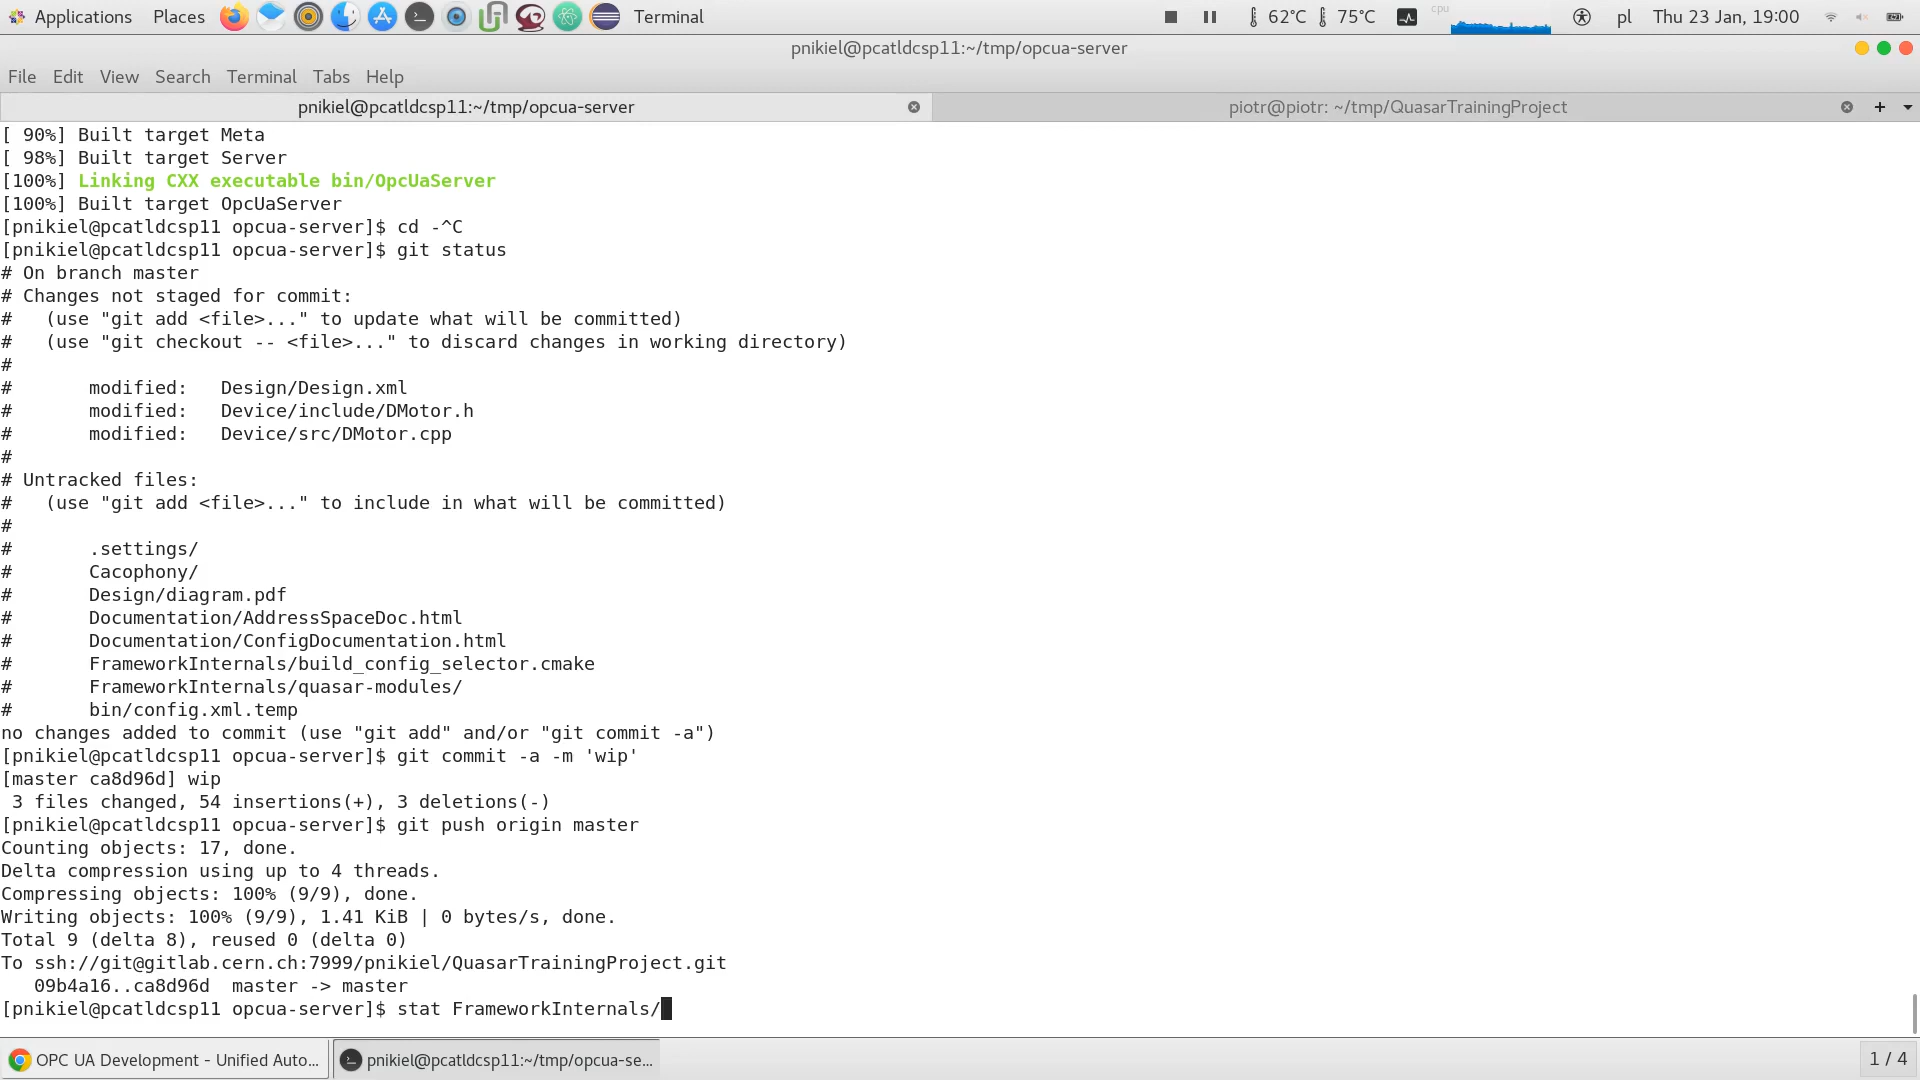 Applications Places Terminal 62°C 75°C cpu pl Thu 23 Jan, 19:00
pnikiel@pcatldcsp11:~/tmp/opcua-server
File Edit View Search Terminal Tabs Help
pnikiel@pcatldcsp11:~/tmp/opcua-server piotr@piotr: ~/tmp/QuasarTrainingProject
[ 90%] Built target Meta
[ 98%] Built target Server
[100%] Linking CXX executable bin/OpcUaServer
[100%] Built target OpcUaServer
[pnikiel@pcatldcsp11 opcua-server]$ cd -^C
[pnikiel@pcatldcsp11 opcua-server]$ git status
# On branch master
# Changes not staged for commit:
#   (use "git add <file>..." to update what will be committed)
#   (use "git checkout -- <file>..." to discard changes in working directory)
#
#       modified:   Design/Design.xml
#       modified:   Device/include/DMotor.h
#       modified:   Device/src/DMotor.cpp
#
# Untracked files:
#   (use "git add <file>..." to include in what will be committed)
#
#       .settings/
#       Cacophony/
#       Design/diagram.pdf
#       Documentation/AddressSpaceDoc.html
#       Documentation/ConfigDocumentation.html
#       FrameworkInternals/build_config_selector.cmake
#       FrameworkInternals/quasar-modules/
#       bin/config.xml.temp
no changes added to commit (use "git add" and/or "git commit -a")
[pnikiel@pcatldcsp11 opcua-server]$ git commit -a -m 'wip'
[master ca8d96d] wip
 3 files changed, 54 insertions(+), 3 deletions(-)
[pnikiel@pcatldcsp11 opcua-server]$ git push origin master
Counting objects: 17, done.
Delta compression using up to 4 threads.
Compressing objects: 100% (9/9), done.
Writing objects: 100% (9/9), 1.41 KiB | 0 bytes/s, done.
Total 9 (delta 8), reused 0 (delta 0)
To ssh://git@gitlab.cern.ch:7999/pnikiel/QuasarTrainingProject.git
   09b4a16..ca8d96d  master -> master
[pnikiel@pcatldcsp11 opcua-server]$ stat FrameworkInternals/
OPC UA Development - Unified Auto... pnikiel@pcatldcsp11:~/tmp/opcua-se... 1 / 4